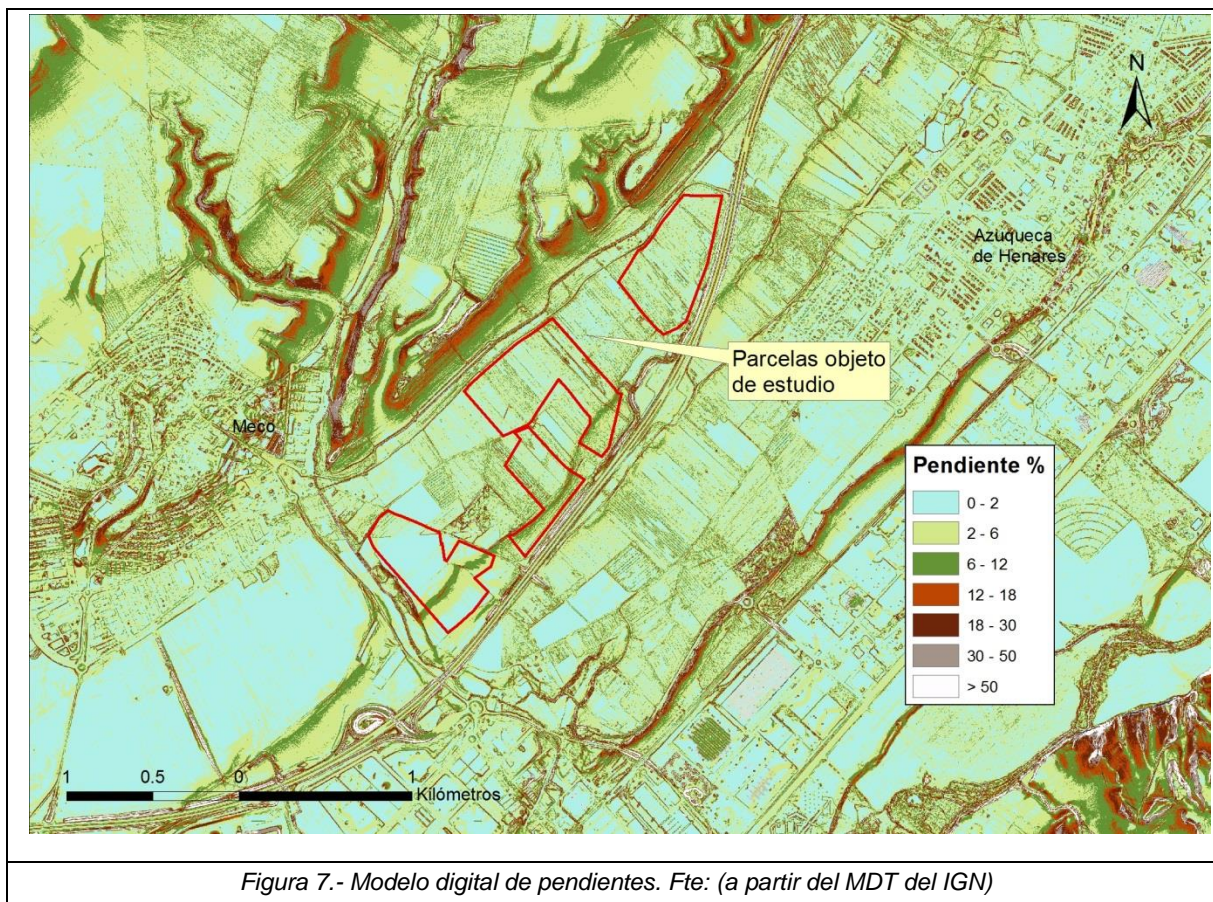 N
Azuqueca
de Henares
Parcelas objeto
de estudio
Meco
Pendiente %
0 - 2
2 - 6
6 - 12
12 - 18
18 - 30
30 - 50
> 50
1 0.5 0 1
Kilómetros
Figura 7.- Modelo digital de pendientes. Fte: (a partir del MDT del IGN)